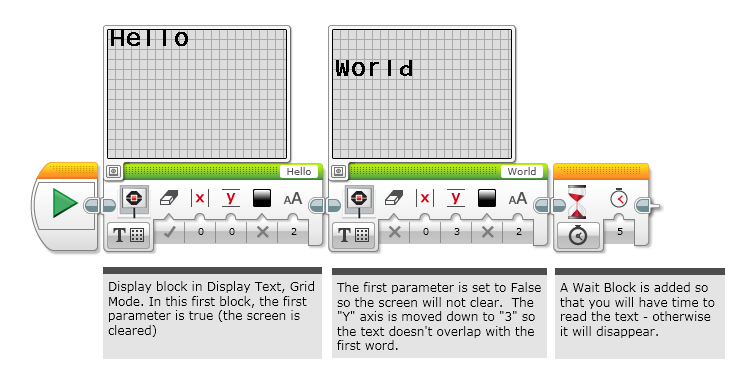 Hello
World
Hello
World
x y AA
x y AA
T 0 0 2
T 0 3 2
5
Display block in Display Text, Grid
Mode. In this first block, the first
parameter is true (the screen is
cleared)
The first parameter is set to False
so the screen will not clear. The
"Y" axis is moved down to "3" so
the text doesn't overlap with the
first word.
A Wait Block is added so
that you will have time to
read the text - otherwise
it will disappear.